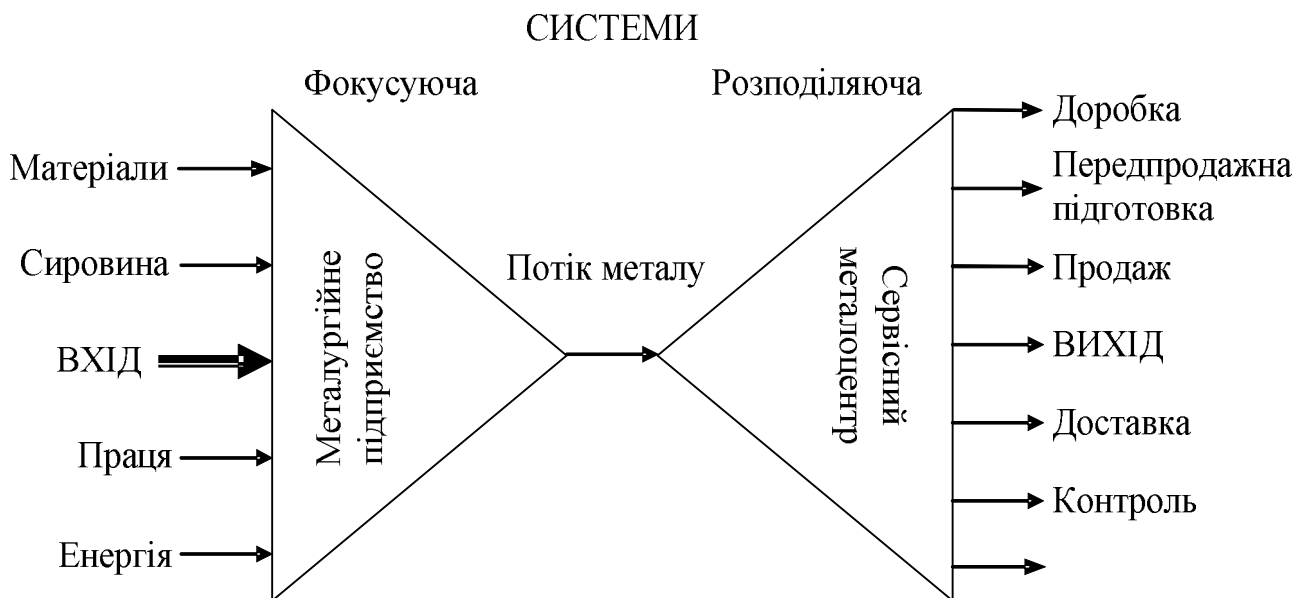 СИСТЕМИ
Фокусуюча
Розподіляюча
Матеріали
Сировина
ВХІД
Праця
Енергія
Металургійне
підприємство
Потік металу
Сервісний
металоцентр
Доробка
Передпродажна
підготовка
Продаж
ВИХІД
Доставка
Контроль